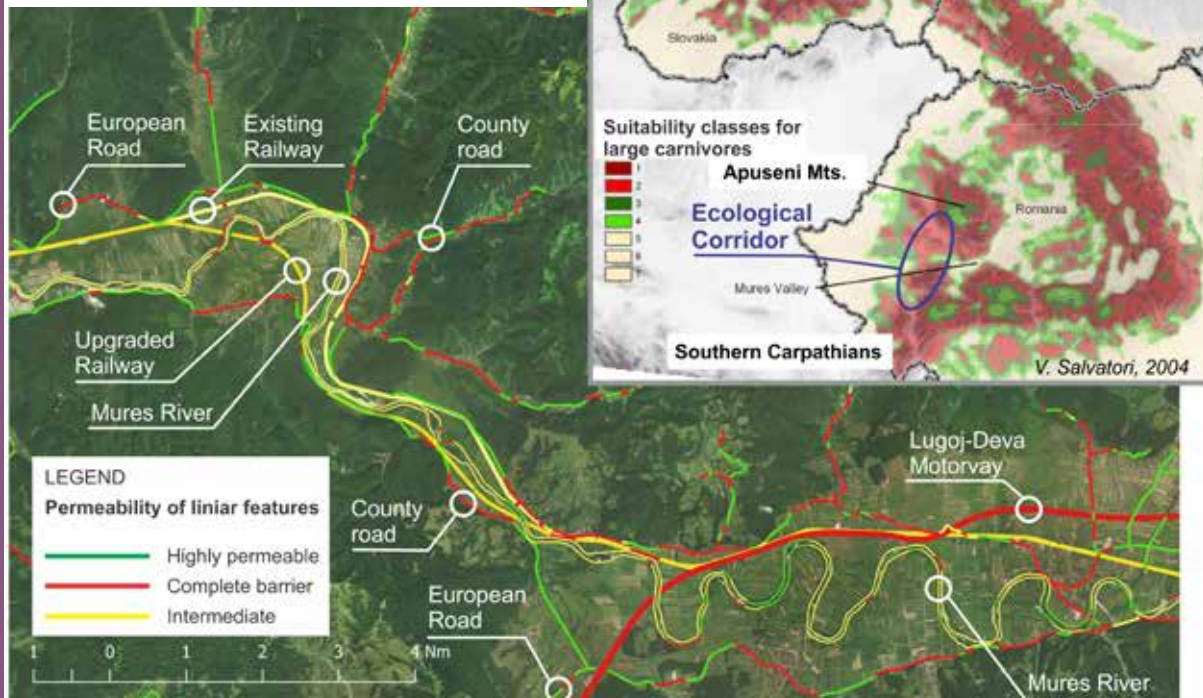 Slovakia
Suitability classes for
large carnivores
1
2
3
4
5
6
7
Apuseni Mts.
Romania
Ecological
Corridor
Mures Valley
Southern Carpathians
V. Salvatori, 2004
European
Road
Existing
Railway
County
road
Upgraded
Railway
Mures River
LEGEND
Permeability of liniar features
Highly permeable
Complete barrier
Intermediate
1 0 1 2 3 4 Nm
County
road
European
Road
Lugoj-Deva
Motorvay
Mures River